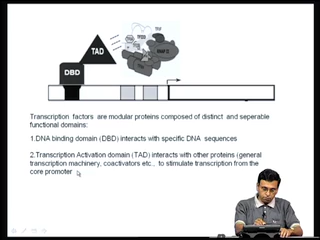 TAD
DBD
Transcription factors are modular proteins composed of distinct and seperable
functional domains:
1.DNA binding domain (DBD) interacts with specific DNA sequences
2.Transcription Activation domain (TAD) interacts with other proteins (general
transcription machinery, coactivators etc., to stimulate transcription from the
core promoter